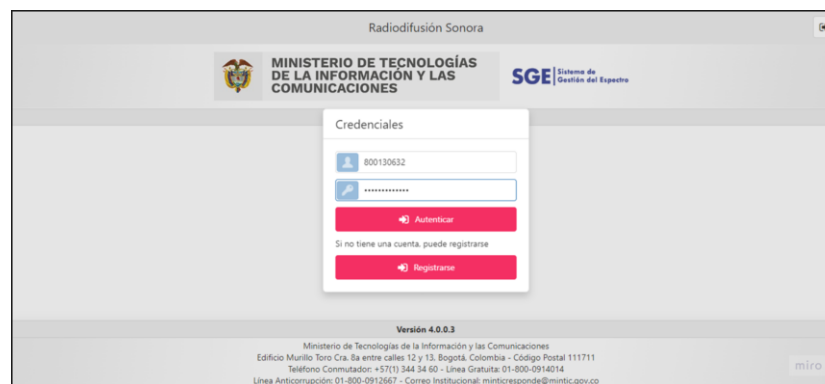 Radiodifusión Sonora
MINISTERIO DE TECNOLOGÍAS
DE LA INFORMACIÓN Y LAS
COMUNICACIONES
SGE Sistema de
Gestión del Espectro
Credenciales
800130632
•••••••••••••
Autenticar
Si no tiene una cuenta, puede registrarse
Registrarse
Versión 4.0.0.3
Ministerio de Tecnologías de la Información y las Comunicaciones
Edificio Murillo Toro Cra. 8a entre calles 12 y 13, Bogotá, Colombia - Código Postal 111711
Teléfono Conmutador: +57(1) 344 34 60 - Línea Gratuita: 01-800-0914014
Línea Anticorrupción: 01-800-0912667 - Correo Institucional: minticresponde@mintic.gov.co
miro